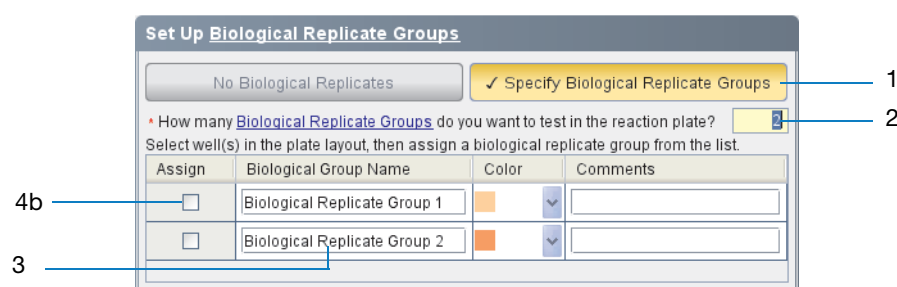 Set Up Biological Replicate Groups
No Biological Replicates
✓ Specify Biological Replicate Groups
1
* How many Biological Replicate Groups do you want to test in the reaction plate?
2
2
Select well(s) in the plate layout, then assign a biological replicate group from the list.
Assign Biological Group Name Color Comments
4b
Biological Replicate Group 1
Biological Replicate Group 2
3